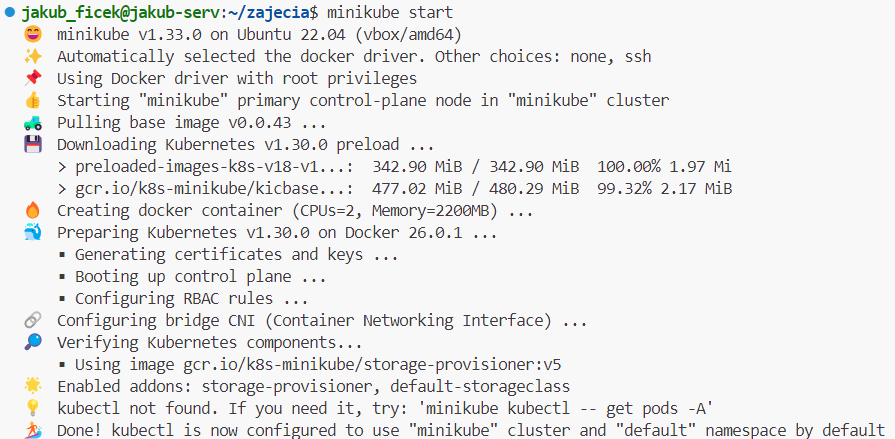 jakub_ficek@jakub-serv:~/zajecia$ minikube start
minikube v1.33.0 on Ubuntu 22.04 (vbox/amd64)
Automatically selected the docker driver. Other choices: none, ssh
Using Docker driver with root privileges
Starting "minikube" primary control-plane node in "minikube" cluster
Pulling base image v0.0.43 ...
Downloading Kubernetes v1.30.0 preload ...
> preloaded-images-k8s-v18-v1...:  342.90 MiB / 342.90 MiB  100.00% 1.97 Mi
> gcr.io/k8s-minikube/kicbase...:  477.02 MiB / 480.29 MiB  99.32% 2.17 MiB
Creating docker container (CPUs=2, Memory=2200MB) ...
Preparing Kubernetes v1.30.0 on Docker 26.0.1 ...
▪ Generating certificates and keys ...
▪ Booting up control plane ...
▪ Configuring RBAC rules ...
Configuring bridge CNI (Container Networking Interface) ...
Verifying Kubernetes components...
▪ Using image gcr.io/k8s-minikube/storage-provisioner:v5
Enabled addons: storage-provisioner, default-storageclass
kubectl not found. If you need it, try: 'minikube kubectl -- get pods -A'
Done! kubectl is now configured to use "minikube" cluster and "default" namespace by default